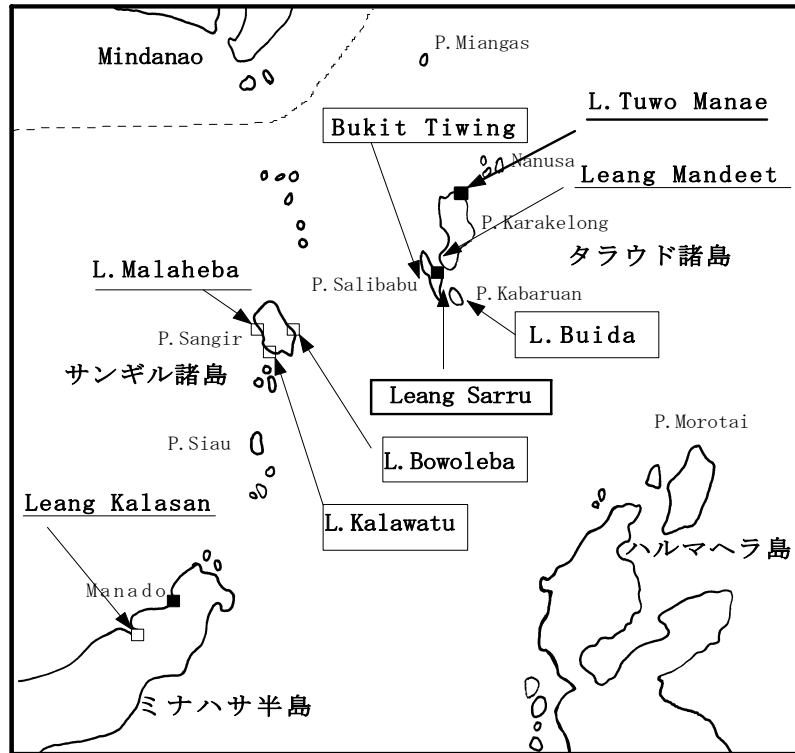 P.Miangas
Mindanao
L.Tuwo Manae
Bukit Tiwing
Nanusa
Leang Mandeet
P.Karakelong
タラウド諸島
L.Malaheba
P.Salibabu
P.Kabaruan
P.Sangir
L.Buida
サンギル諸島
Leang Sarru
P.Morotai
P.Siau
L.Bowoleba
Leang Kalasan
L.Kalawatu
ハルマヘラ島
Manado
ミナハサ半島